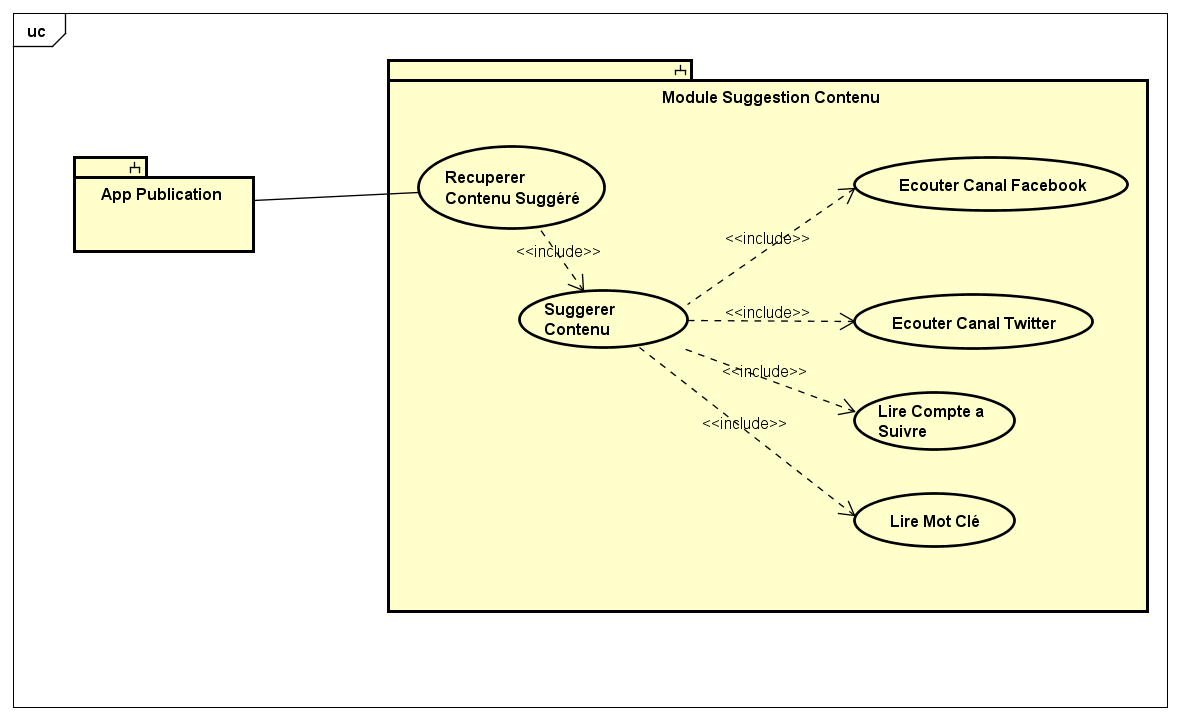 uc
Module Suggestion Contenu
App Publication
Recuperer
Contenu Suggéré
Ecouter Canal Facebook
<<include>>
<<include>>
Suggerer
Contenu
<<include>>
Ecouter Canal Twitter
<<include>>
Lire Compte a
Suivre
<<include>>
Lire Mot Clé